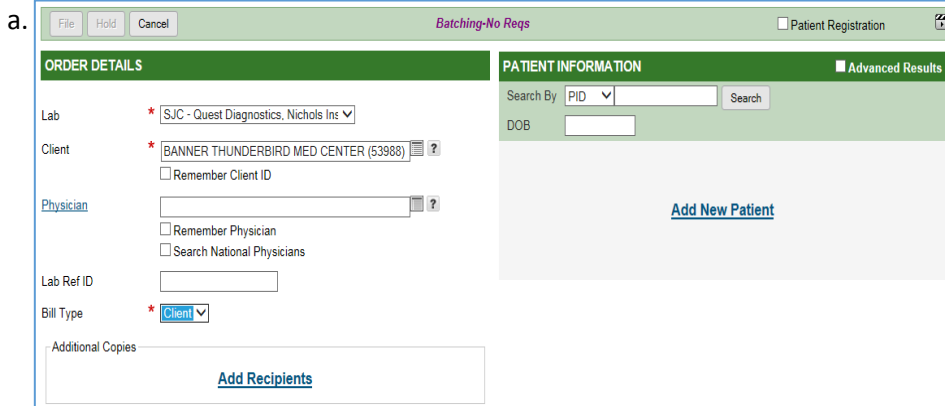 a.
File Hold Cancel Batching-No Reqs Patient Registration
ORDER DETAILS
Lab * SJC - Quest Diagnostics, Nichols Ins
Client * BANNER THUNDERBIRD MED CENTER (53988) ?
Remember Client ID
Physician ?
Remember Physician
Search National Physicians
Lab Ref ID
Bill Type * Client
Additional Copies
Add Recipients
PATIENT INFORMATION Advanced Results
Search By PID Search
DOB
Add New Patient